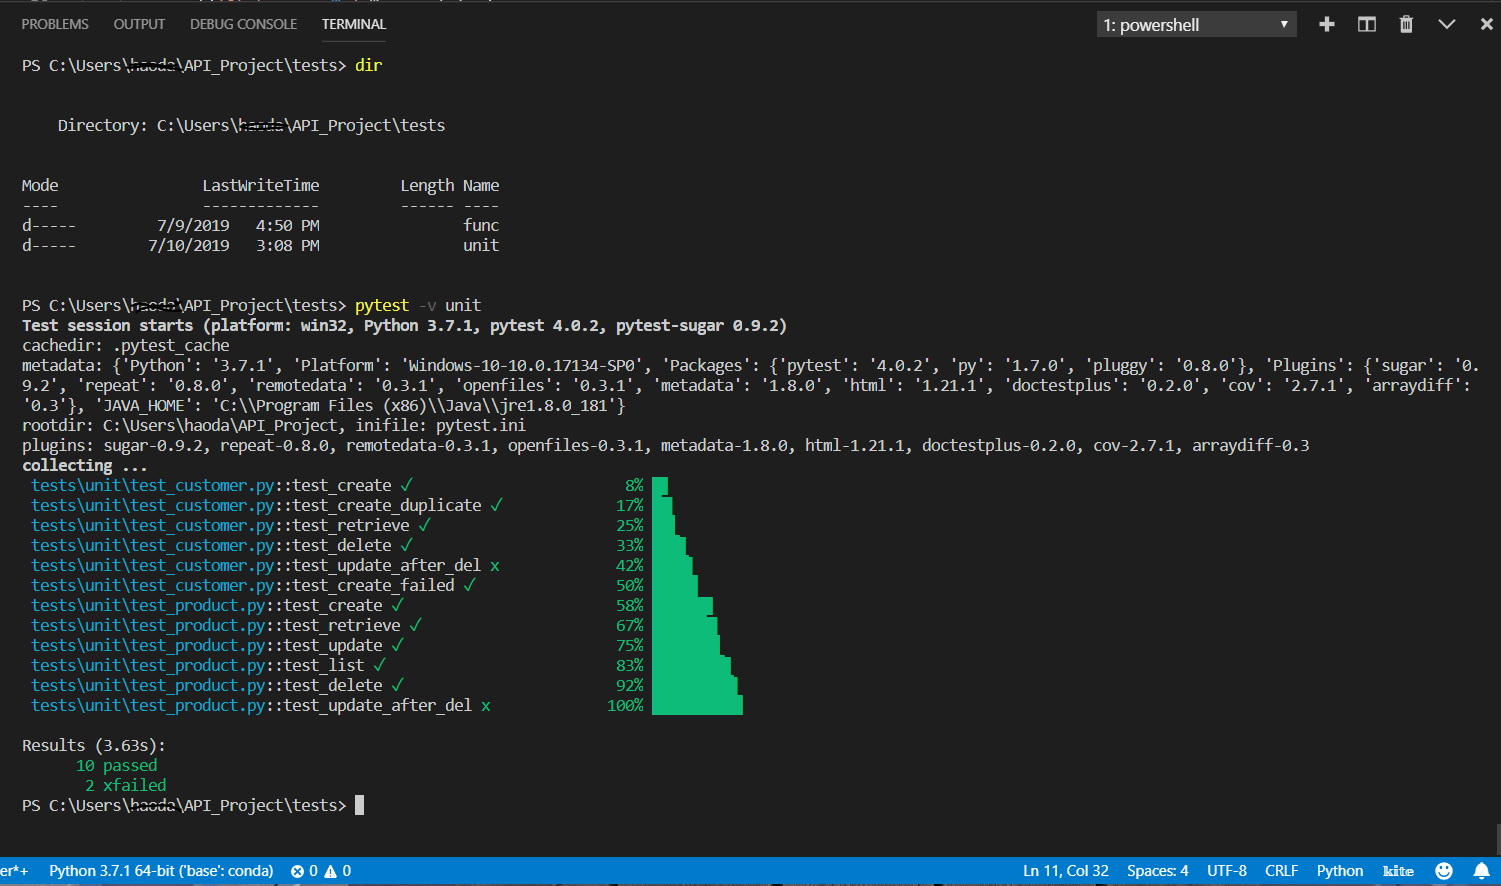 PROBLEMS OUTPUT DEBUG CONSOLE TERMINAL 1: powershell
PS C:\Users\haoda\API_Project\tests> dir
Directory: C:\Users\haoda\API_Project\tests
Mode LastWriteTime Length Name
---- ------------- ------ ----
d----- 7/9/2019 4:50 PM func
d----- 7/10/2019 3:08 PM unit
PS C:\Users\haoda\API_Project\tests> pytest -v unit
Test session starts (platform: win32, Python 3.7.1, pytest 4.0.2, pytest-sugar 0.9.2)
cachedir: .pytest_cache
metadata: {'Python': '3.7.1', 'Platform': 'Windows-10-10.0.17134-SP0', 'Packages': {'pytest': '4.0.2', 'py': '1.7.0', 'pluggy': '0.8.0'}, 'Plugins': {'sugar': '0.
9.2', 'repeat': '0.8.0', 'remotedata': '0.3.1', 'openfiles': '0.3.1', 'metadata': '1.8.0', 'html': '1.21.1', 'doctestplus': '0.2.0', 'cov': '2.7.1', 'arraydiff':
'0.3'}, 'JAVA_HOME': 'C:\\Program Files (x86)\\Java\\jre1.8.0_181'}
rootdir: C:\Users\haoda\API_Project, inifile: pytest.ini
plugins: sugar-0.9.2, repeat-0.8.0, remotedata-0.3.1, openfiles-0.3.1, metadata-1.8.0, html-1.21.1, doctestplus-0.2.0, cov-2.7.1, arraydiff-0.3
collecting ...
tests\unit\test_customer.py::test_create ✓ 8%
tests\unit\test_customer.py::test_create_duplicate ✓ 17%
tests\unit\test_customer.py::test_retrieve ✓ 25%
tests\unit\test_customer.py::test_delete ✓ 33%
tests\unit\test_customer.py::test_update_after_del x 42%
tests\unit\test_customer.py::test_create_failed ✓ 50%
tests\unit\test_product.py::test_create ✓ 58%
tests\unit\test_product.py::test_retrieve ✓ 67%
tests\unit\test_product.py::test_update ✓ 75%
tests\unit\test_product.py::test_list ✓ 83%
tests\unit\test_product.py::test_delete ✓ 92%
tests\unit\test_product.py::test_update_after_del x 100%
Results (3.63s):
10 passed
2 xfailed
PS C:\Users\haoda\API_Project\tests>
er*+ Python 3.7.1 64-bit ('base': conda) 0 0 Ln 11, Col 32 Spaces: 4 UTF-8 CRLF Python kite